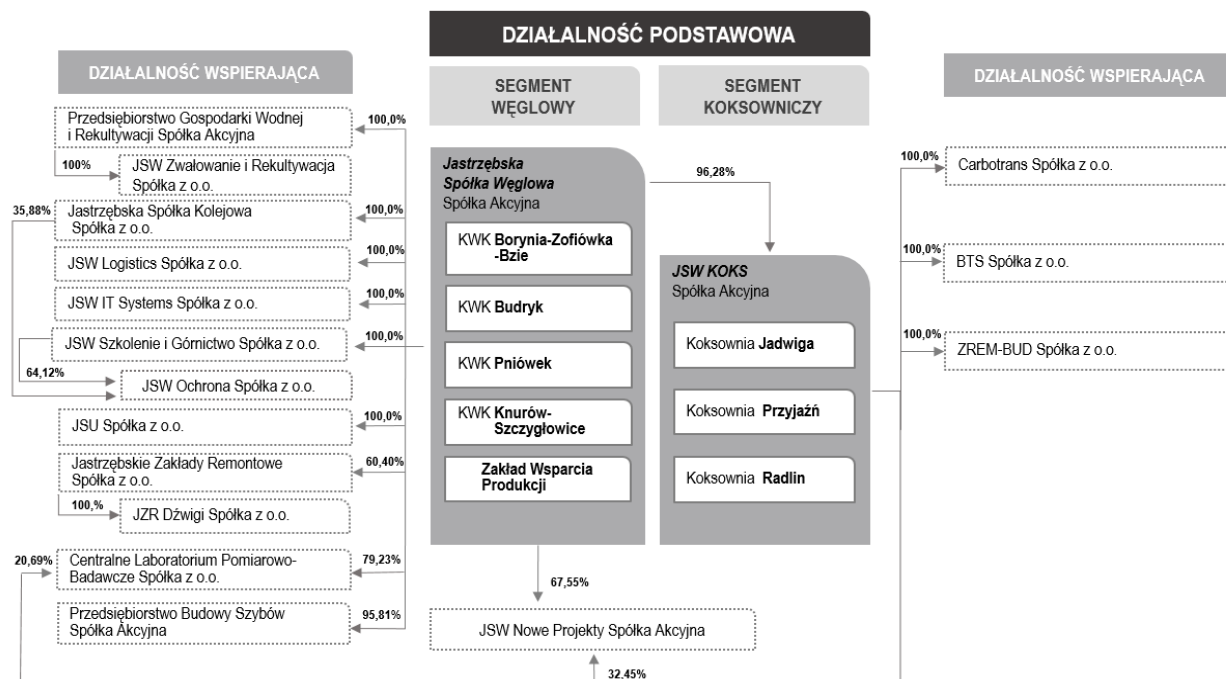 DZIAŁALNOŚĆ PODSTAWOWA
DZIAŁALNOŚĆ WSPIERAJĄCA
SEGMENT
WĘGLOWY
SEGMENT
KOKSOWNICZY
DZIAŁALNOŚĆ WSPIERAJĄCA
Przedsiębiorstwo Gospodarki Wodnej
i Rekultywacji Spółka Akcyjna
100,0%
100%
JSW Zwałowanie i Rekultywacja
Spółka z o.o.
35,88%
Jastrzębska Spółka Kolejowa
Spółka z o.o.
100,0%
JSW Logistics Spółka z o.o.
100,0%
JSW IT Systems Spółka z o.o.
100,0%
JSW Szkolenie i Górnictwo Spółka z o.o.
100,0%
64,12%
JSW Ochrona Spółka z o.o.
JSU Spółka z o.o.
100,0%
Jastrzębskie Zakłady Remontowe
Spółka z o.o.
60,40%
100,%
JZR Dźwigi Spółka z o.o.
20,69%
Centralne Laboratorium Pomiarowo-
Badawcze Spółka z o.o.
79,23%
Przedsiębiorstwo Budowy Szybów
Spółka Akcyjna
95,81%
Jastrzębska
Spółka Węglowa
Spółka Akcyjna
KWK Borynia-Zofiówka
-Bzie
KWK Budryk
KWK Pniówek
KWK Knurów-
Szczygłowice
Zakład Wsparcia
Produkcji
96,28%
JSW KOKS
Spółka Akcyjna
Koksownia Jadwiga
Koksownia Przyjaźń
Koksownia Radlin
67,55%
JSW Nowe Projekty Spółka Akcyjna
32,45%
100,0%
Carbotrans Spółka z o.o.
100,0%
BTS Spółka z o.o.
100,0%
ZREM-BUD Spółka z o.o.